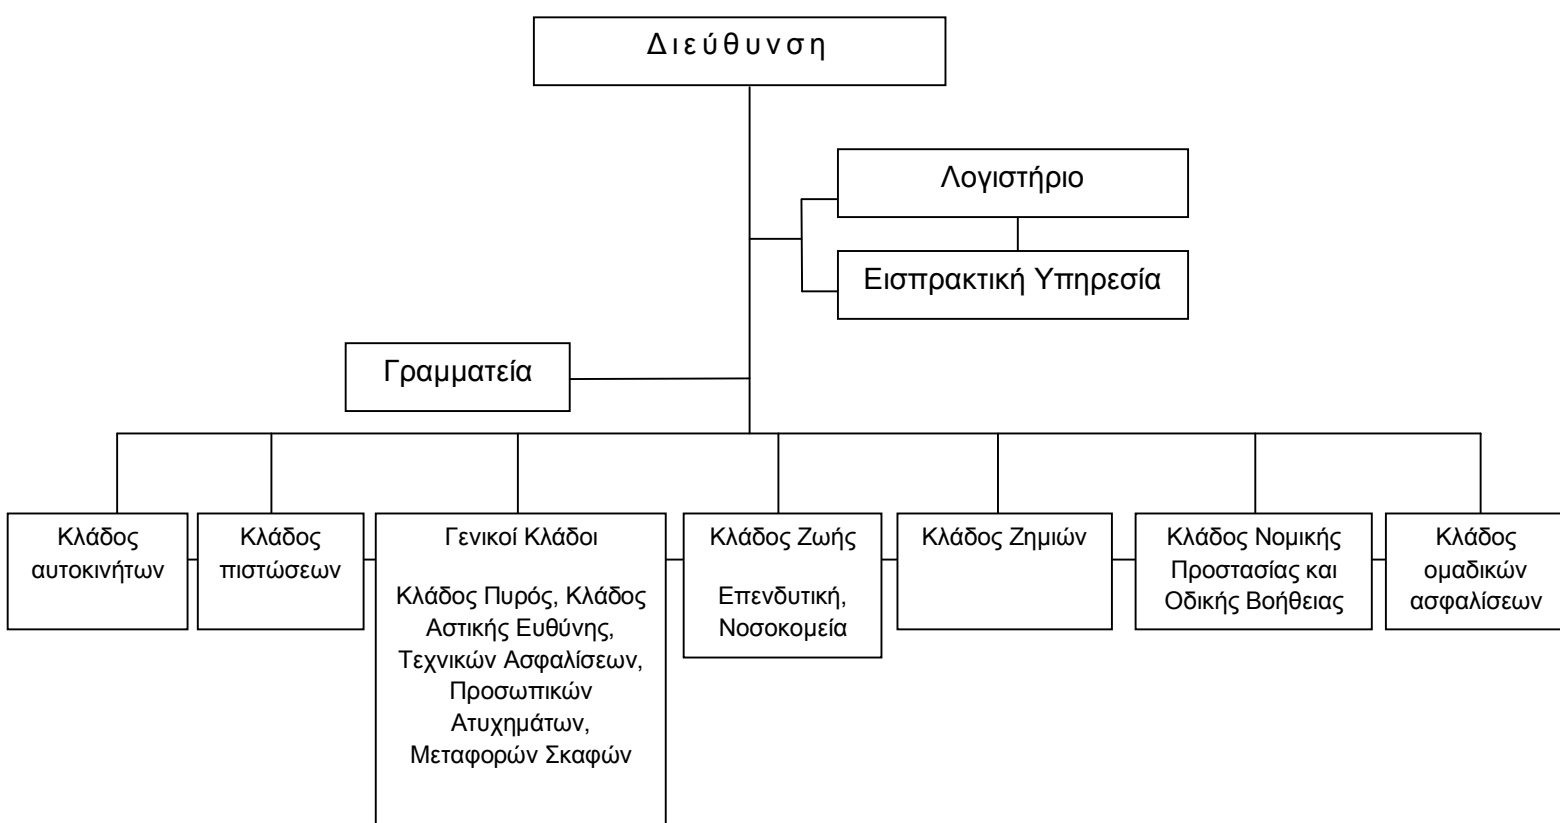 Διεύθυνση
Λογιστήριο
Εισπρακτική Υπηρεσία
Γραμματεία
Κλάδος
αυτοκινήτων
Κλάδος
πιστώσεων
Γενικοί Κλάδοι
Κλάδος Πυρός, Κλάδος
Αστικής Ευθύνης,
Τεχνικών Ασφαλίσεων,
Προσωπικών
Ατυχημάτων,
Μεταφορών Σκαφών
Κλάδος Ζωής
Επενδυτική,
Νοσοκομεία
Κλάδος Ζημιών
Κλάδος Νομικής
Προστασίας και
Οδικής Βοήθειας
Κλάδος
ομαδικών
ασφαλίσεων